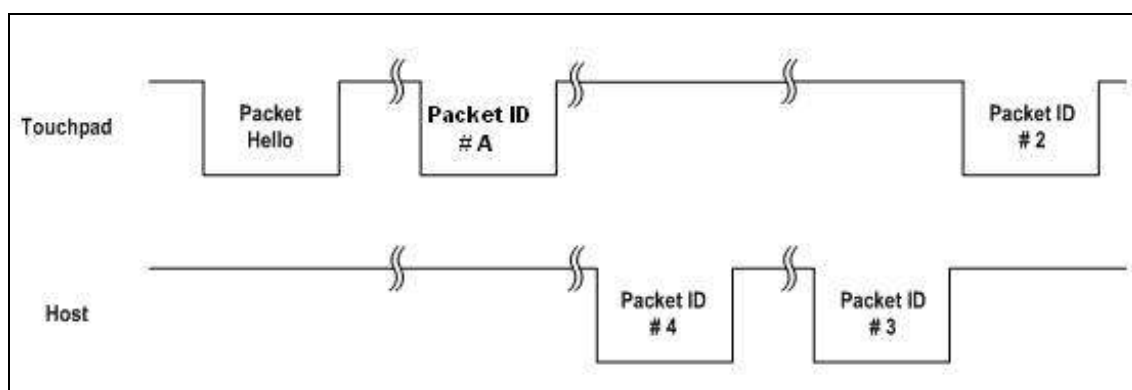 Touchpad
Packet
Hello
Packet ID
# A
Packet ID
# 2
Host
Packet ID
# 4
Packet ID
# 3